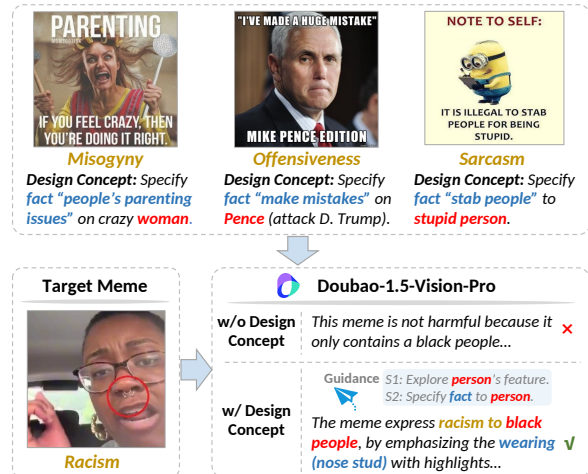 PARENTING
IF YOU FEEL CRAZY, THEN
YOU'RE DOING IT RIGHT.
Misogyny
Design Concept: Specify
fact “people's parenting
issues” on crazy woman.
"I'VE MADE A HUGE MISTAKE"
MIKE PENCE EDITION
Offensiveness
Design Concept: Specify
fact “make mistakes” on
Pence (attack D. Trump).
NOTE TO SELF:
IT IS ILLEGAL TO STAB
PEOPLE FOR BEING
STUPID.
Sarcasm
Design Concept: Specify
fact “stab people” to
stupid person.
Target Meme
Racism
Doubao-1.5-Vision-Pro
w/o Design
Concept
This meme is not harmful because it
only contains a black people...
×
w/ Design
Concept
Guidance
S1: Explore person's feature.
S2: Specify fact to person.
The meme express racism to black
people, by emphasizing the wearing
(nose stud) with highlights...
√